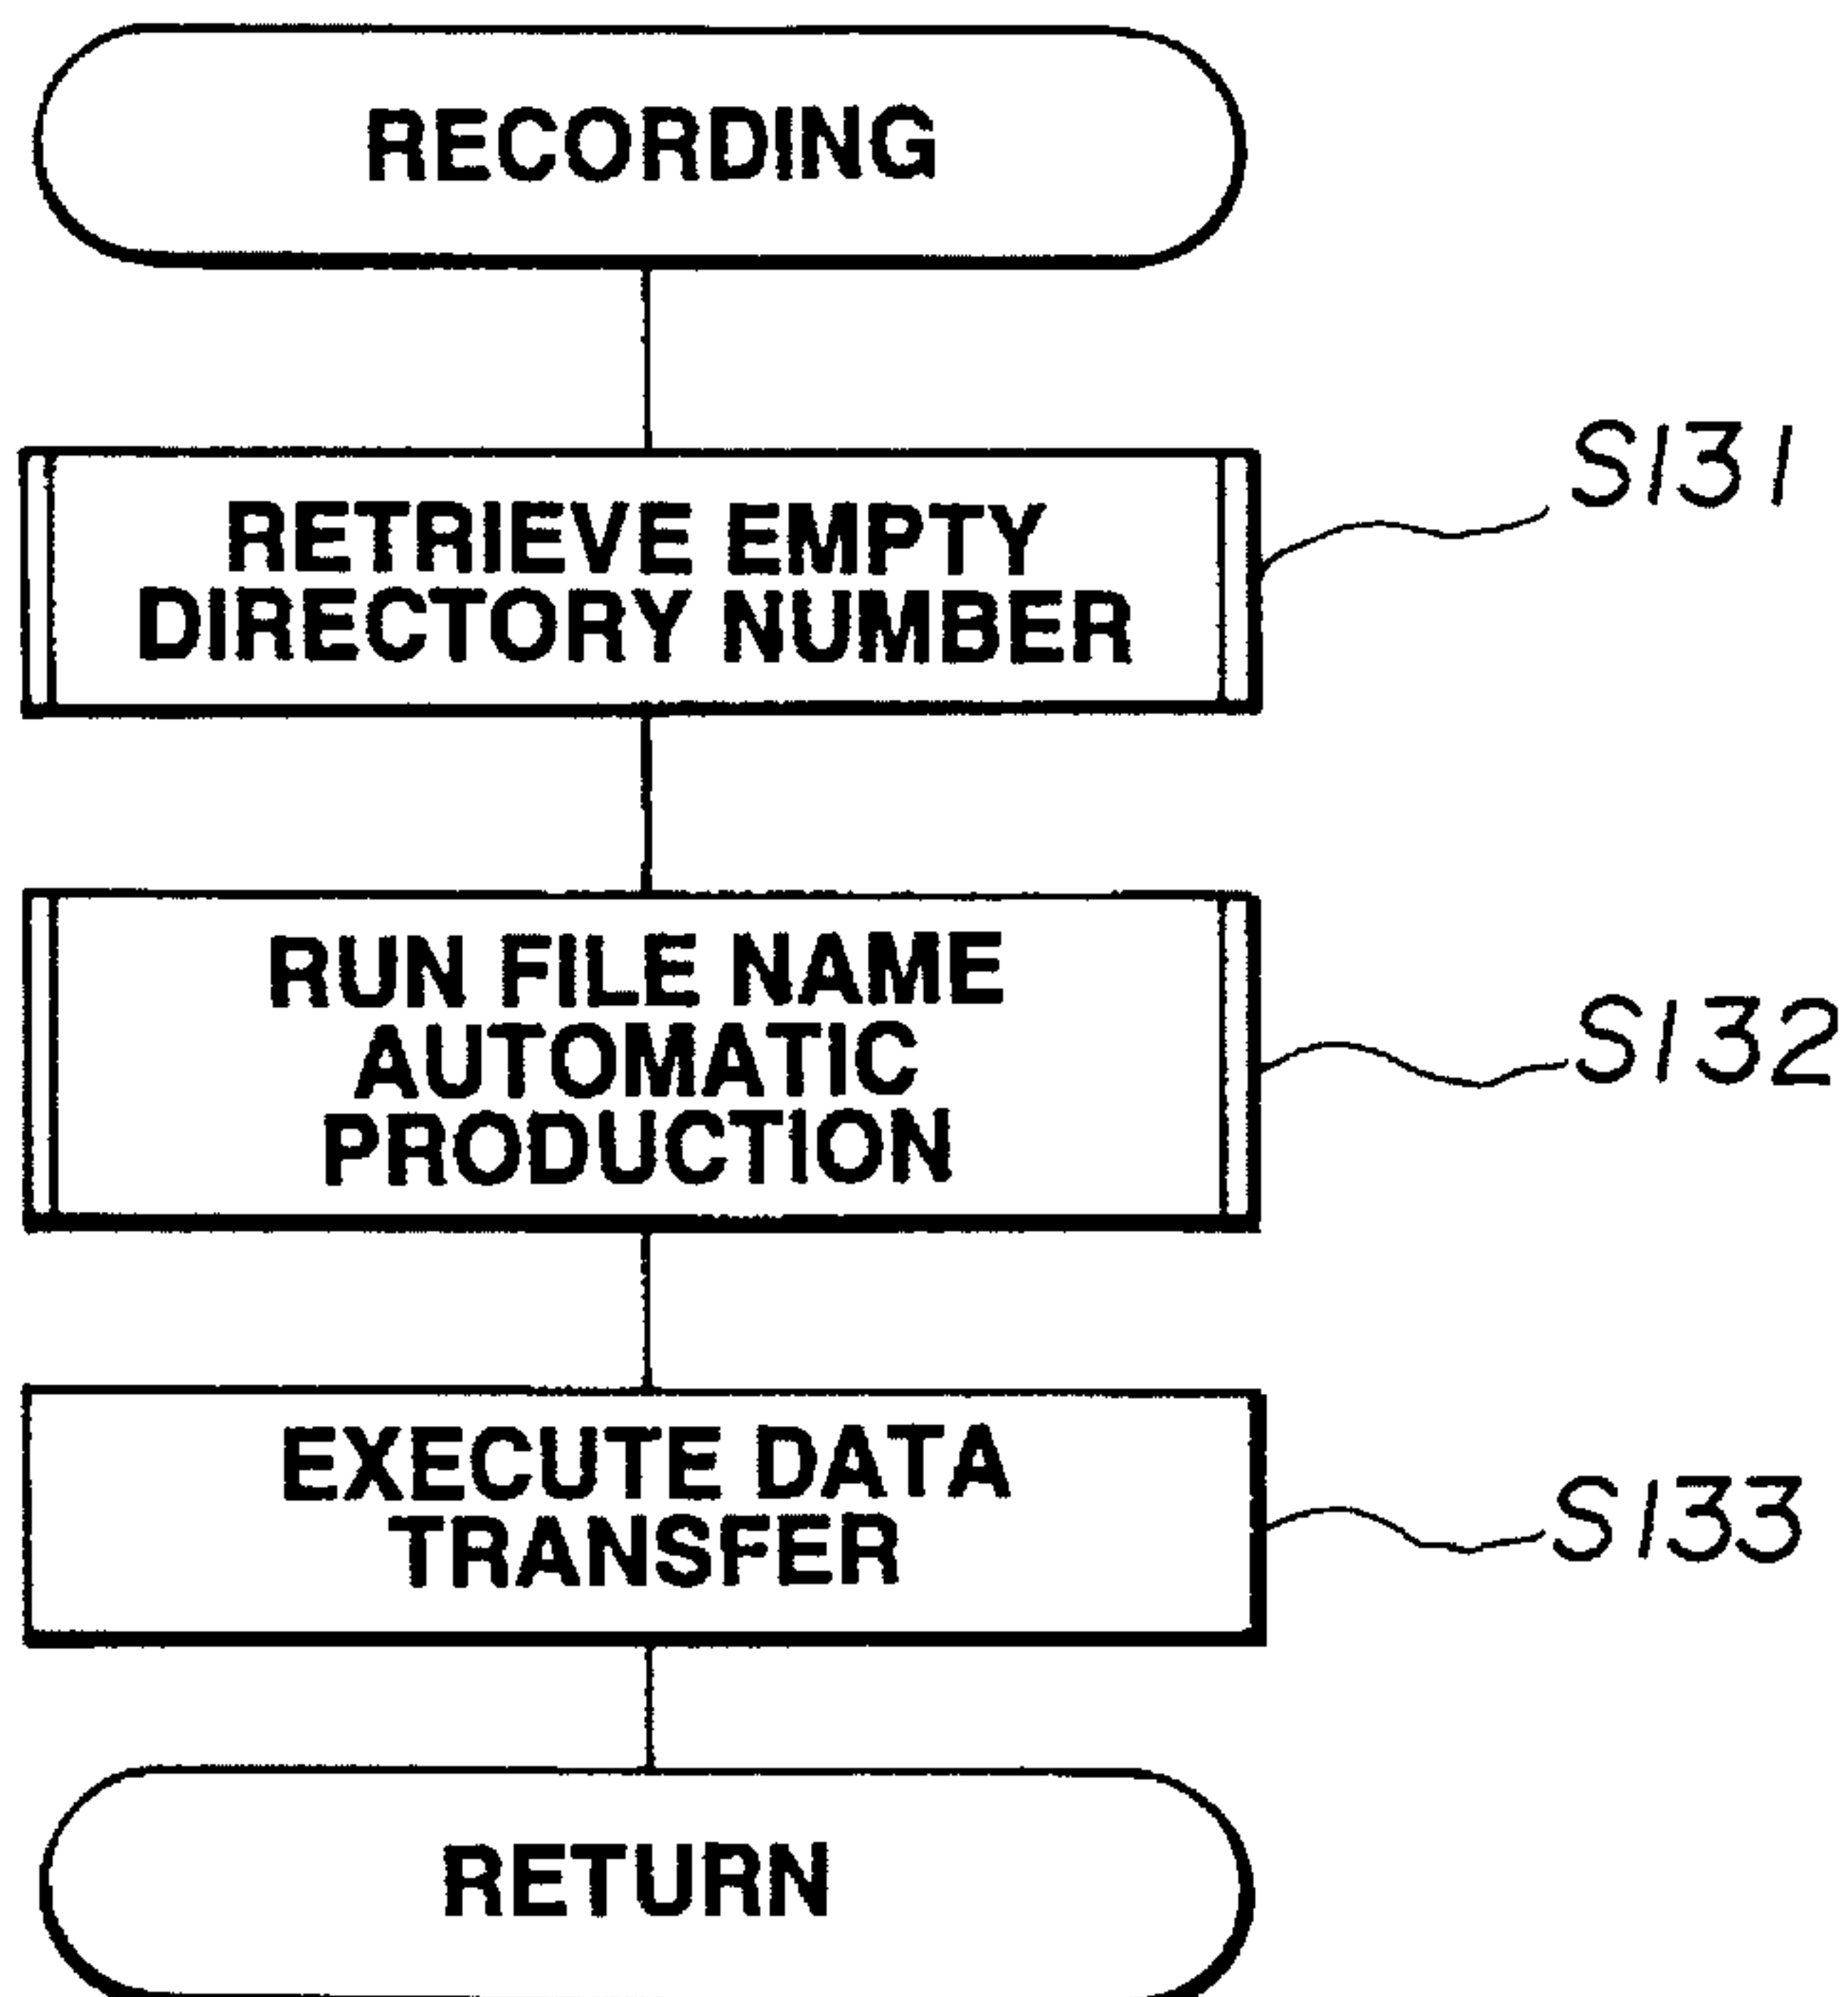 RECORDING
RETRIEVE EMPTY
DIRECTORY NUMBER
S131
RUN FILE NAME
AUTOMATIC
PRODUCTION
S132
EXECUTE DATA
TRANSFER
S133
RETURN